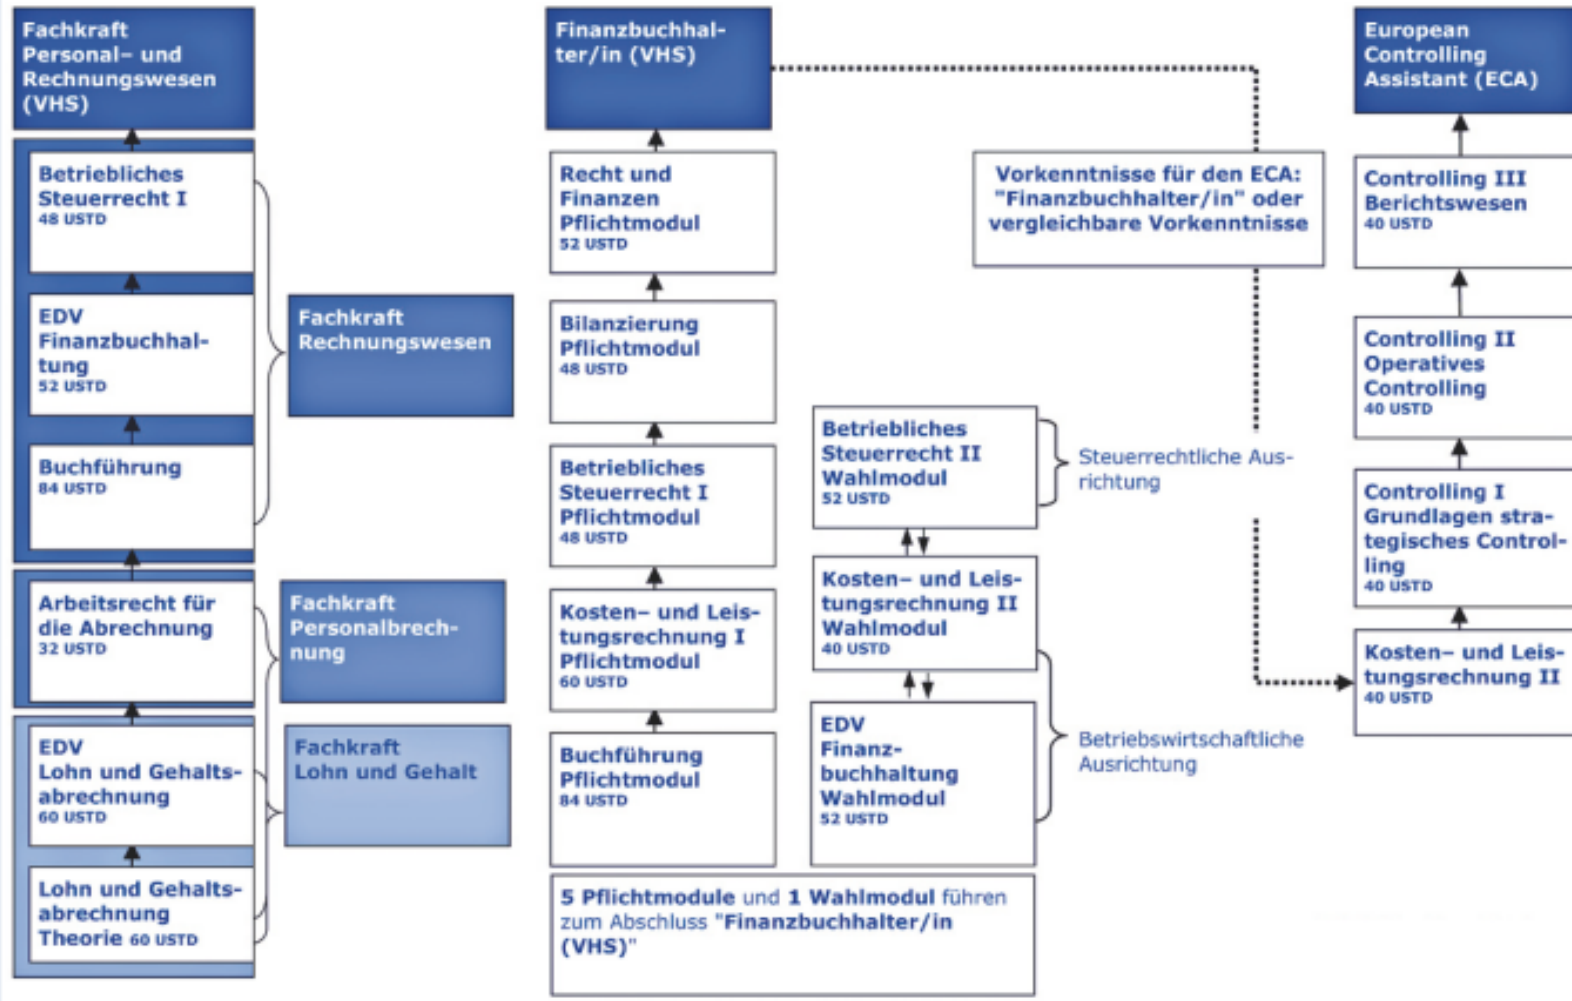 Fachkraft
Personal– und
Rechnungswesen
(VHS)
Betriebliches
Steuerrecht I
48 USTD
EDV
Finanzbuchhal-
tung
52 USTD
Buchführung
84 USTD
Arbeitsrecht für
die Abrechnung
32 USTD
EDV
Lohn und Gehalts-
abrechnung
60 USTD
Lohn und Gehalts-
abrechnung
Theorie 60 USTD
Fachkraft
Rechnungswesen
Fachkraft
Personalbrech-
nung
Fachkraft
Lohn und Gehalt
Finanzbuchhal-
ter/in (VHS)
Recht und
Finanzen
Pflichtmodul
52 USTD
Bilanzierung
Pflichtmodul
48 USTD
Betriebliches
Steuerrecht I
Pflichtmodul
48 USTD
Kosten– und Leis-
tungsrechnung I
Pflichtmodul
60 USTD
Buchführung
Pflichtmodul
84 USTD
5 Pflichtmodule und 1 Wahlmodul führen
zum Abschluss "Finanzbuchhalter/in
(VHS)"
Betriebliches
Steuerrecht II
Wahlmodul
52 USTD
Kosten– und Leis-
tungsrechnung II
Wahlmodul
40 USTD
EDV
Finanz-
buchhaltung
Wahlmodul
52 USTD
Steuerrechtliche Aus-
richtung
Betriebswirtschaftliche
Ausrichtung
Vorkenntnisse für den ECA:
"Finanzbuchhalter/in" oder
vergleichbare Vorkenntnisse
European
Controlling
Assistant (ECA)
Controlling III
Berichtswesen
40 USTD
Controlling II
Operatives
Controlling
40 USTD
Controlling I
Grundlagen stra-
tegisches Control-
ling
40 USTD
Kosten– und Leis-
tungsrechnung II
40 USTD